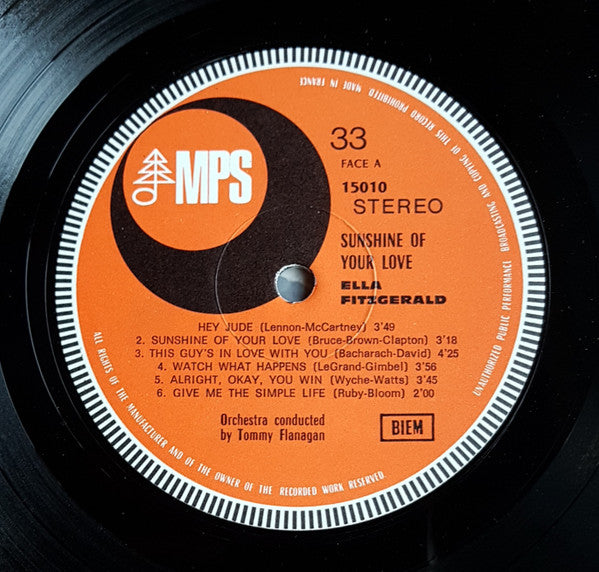 MPS
33
FACE A
15010
STEREO
SUNSHINE OF
YOUR LOVE
ELLA
FITZGERALD
HEY JUDE (Lennon-McCartney) 3'49
2. SUNSHINE OF YOUR LOVE (Bruce-Brown-Clapton) 3'18
3. THIS GUY'S IN LOVE WITH YOU (Bacharach-David) 4'25
4. WATCH WHAT HAPPENS (LeGrand-Gimbel) 3'56
5. ALRIGHT, OKAY, YOU WIN (Wyche-Watts) 3'45
6. GIVE ME THE SIMPLE LIFE (Ruby-Bloom) 2'00
Orchestra conducted
by Tommy Flanagan
BIEM
ALL RIGHTS OF THE MANUFACTURER AND OF THE OWNER OF THE RECORDED WORK RESERVED
UNAUTHORIZED PUBLIC PERFORMANCE BROADCASTING AND COPYING OF THIS RECORD PROHIBITED MADE IN FRANCE